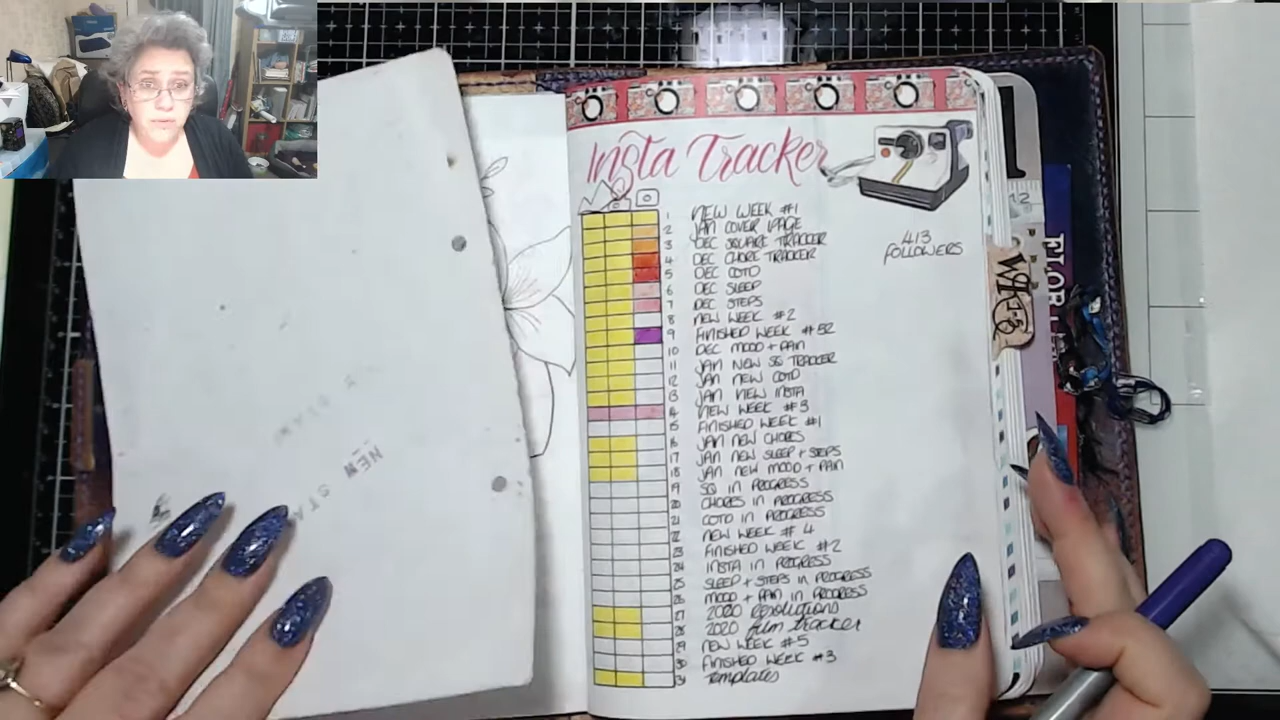 Insta Tracker
1 NEW WEEK #1
2 JAN COVER PAGE
3 DEC SQUARE TRACKER
4 DEC CHORE TRACKER
5 DEC COTD
6 DEC SLEEP
7 DEC STEPS
8 NEW WEEK #2
9 FINISHED WEEK #52
10 DEC MOOD + PAIN
11 JAN NEW SQ TRACKER
12 JAN NEW COTD
13 JAN NEW INSTA
14 NEW WEEK #3
15 FINISHED WEEK #1
16 JAN NEW CHORES
17 JAN NEW SLEEP + STEPS
18 JAN NEW MOOD + PAIN
19 SQ IN PROGRESS
20 CHORES IN PROGRESS
21 COTD IN PROGRESS
22 NEW WEEK #4
23 FINISHED WEEK #2
24 INSTA IN PROGRESS
25 SLEEP + STEPS IN PROGRESS
26 MOOD + PAIN IN PROGRESS
27 2020 RESOLUTIONS
28 2020 film tracker
29 NEW WEEK #5
30 FINISHED WEEK #3
31 Templates
413
FOLLOWERS
12
NEW